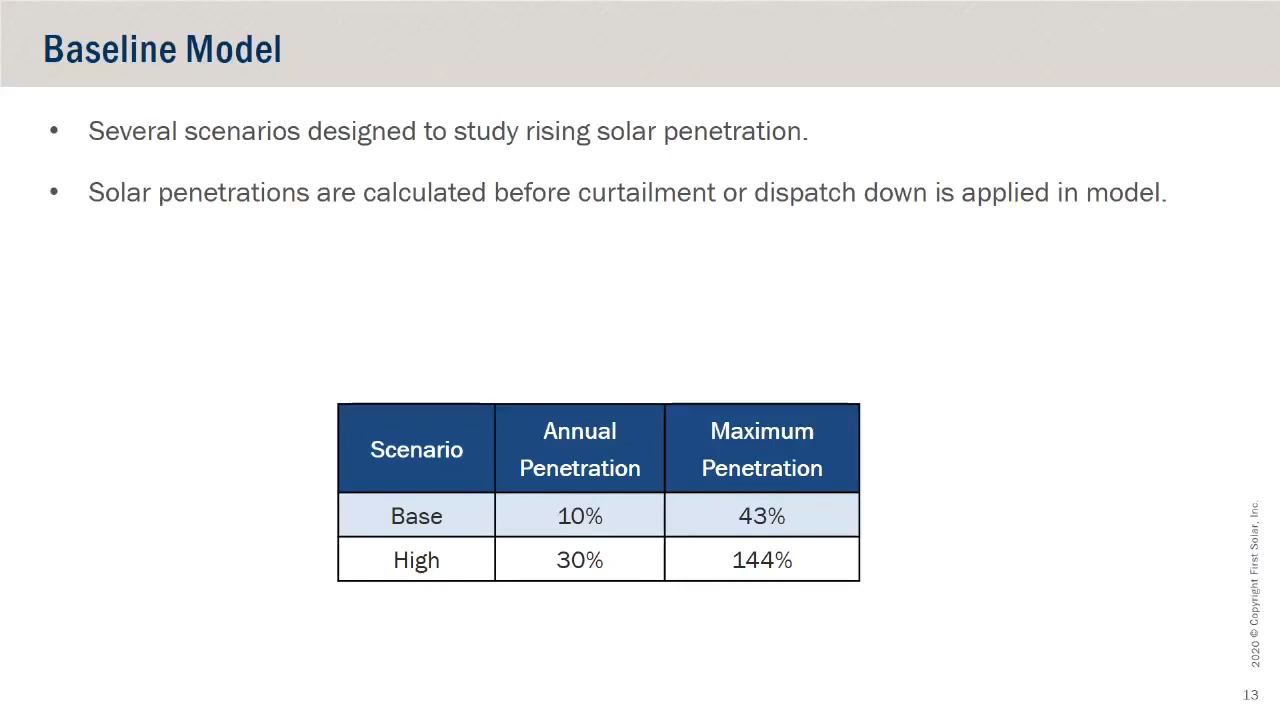 Baseline Model
• Several scenarios designed to study rising solar penetration.
• Solar penetrations are calculated before curtailment or dispatch down is applied in model.
Scenario Annual Penetration Maximum Penetration
Base 10% 43%
High 30% 144%
2020 © Copyright First Solar, Inc.
13